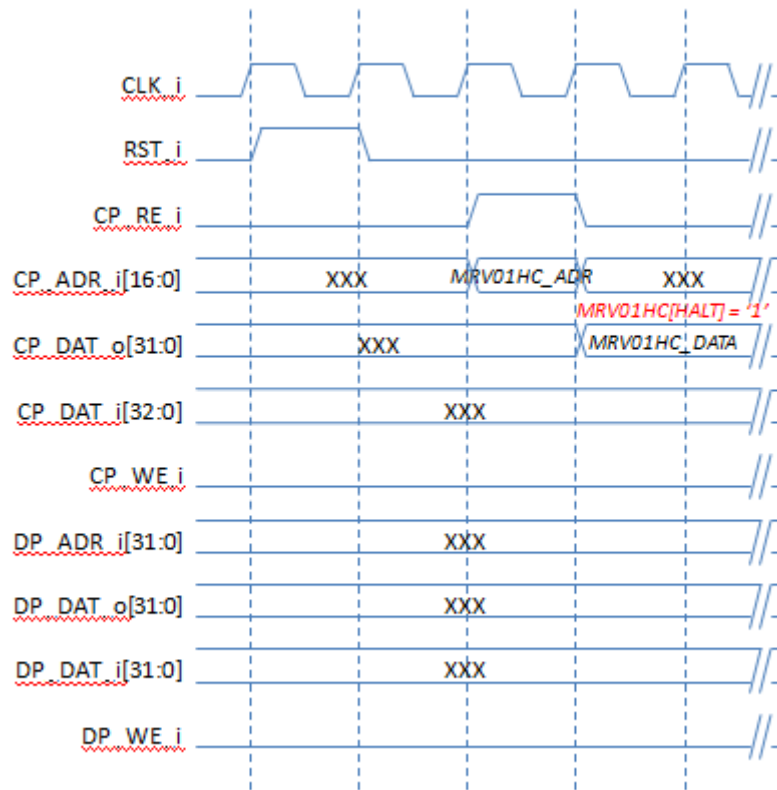 CLK_i
RST_i
CP_RE_i
CP_ADR_i[16:0] XXX MRV01HC_ADR XXX
MRV01HC[HALT] = ‘1’
CP_DAT_o[31:0] XXX MRV01HC_DATA
CP_DAT_i[32:0] XXX
CP_WE_i
DP_ADR_i[31:0] XXX
DP_DAT_o[31:0] XXX
DP_DAT_i[31:0] XXX
DP_WE_i